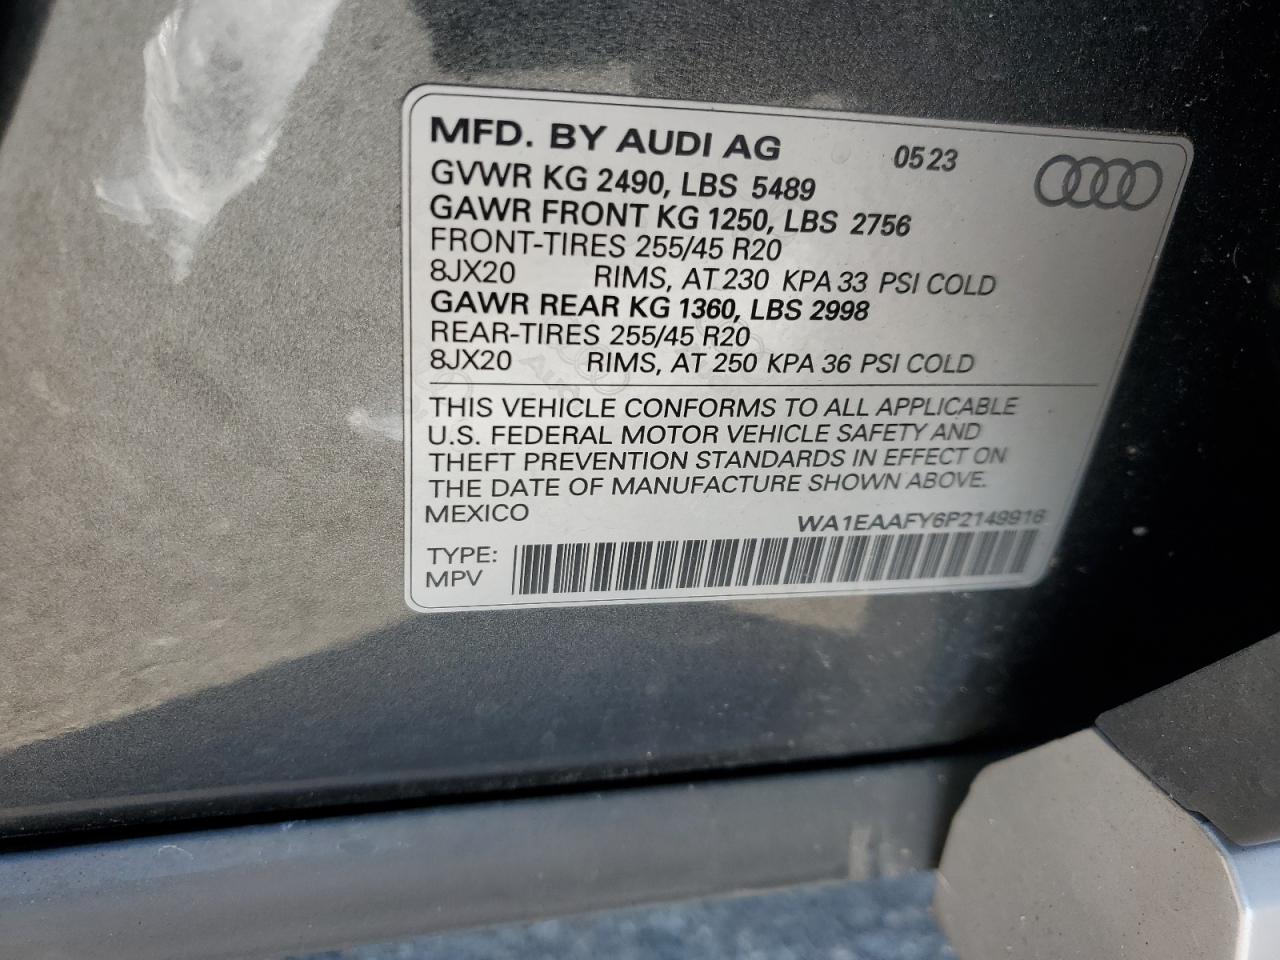 MFD. BY AUDI AG 0523
GVWR KG 2490, LBS 5489
GAWR FRONT KG 1250, LBS 2756
FRONT-TIRES 255/45 R20
8JX20 RIMS, AT 230 KPA 33 PSI COLD
GAWR REAR KG 1360, LBS 2998
REAR-TIRES 255/45 R20
8JX20 RIMS, AT 250 KPA 36 PSI COLD
THIS VEHICLE CONFORMS TO ALL APPLICABLE
U.S. FEDERAL MOTOR VEHICLE SAFETY AND
THEFT PREVENTION STANDARDS IN EFFECT ON
THE DATE OF MANUFACTURE SHOWN ABOVE.
MEXICO WA1EAAFY6P2149916
TYPE:
MPV